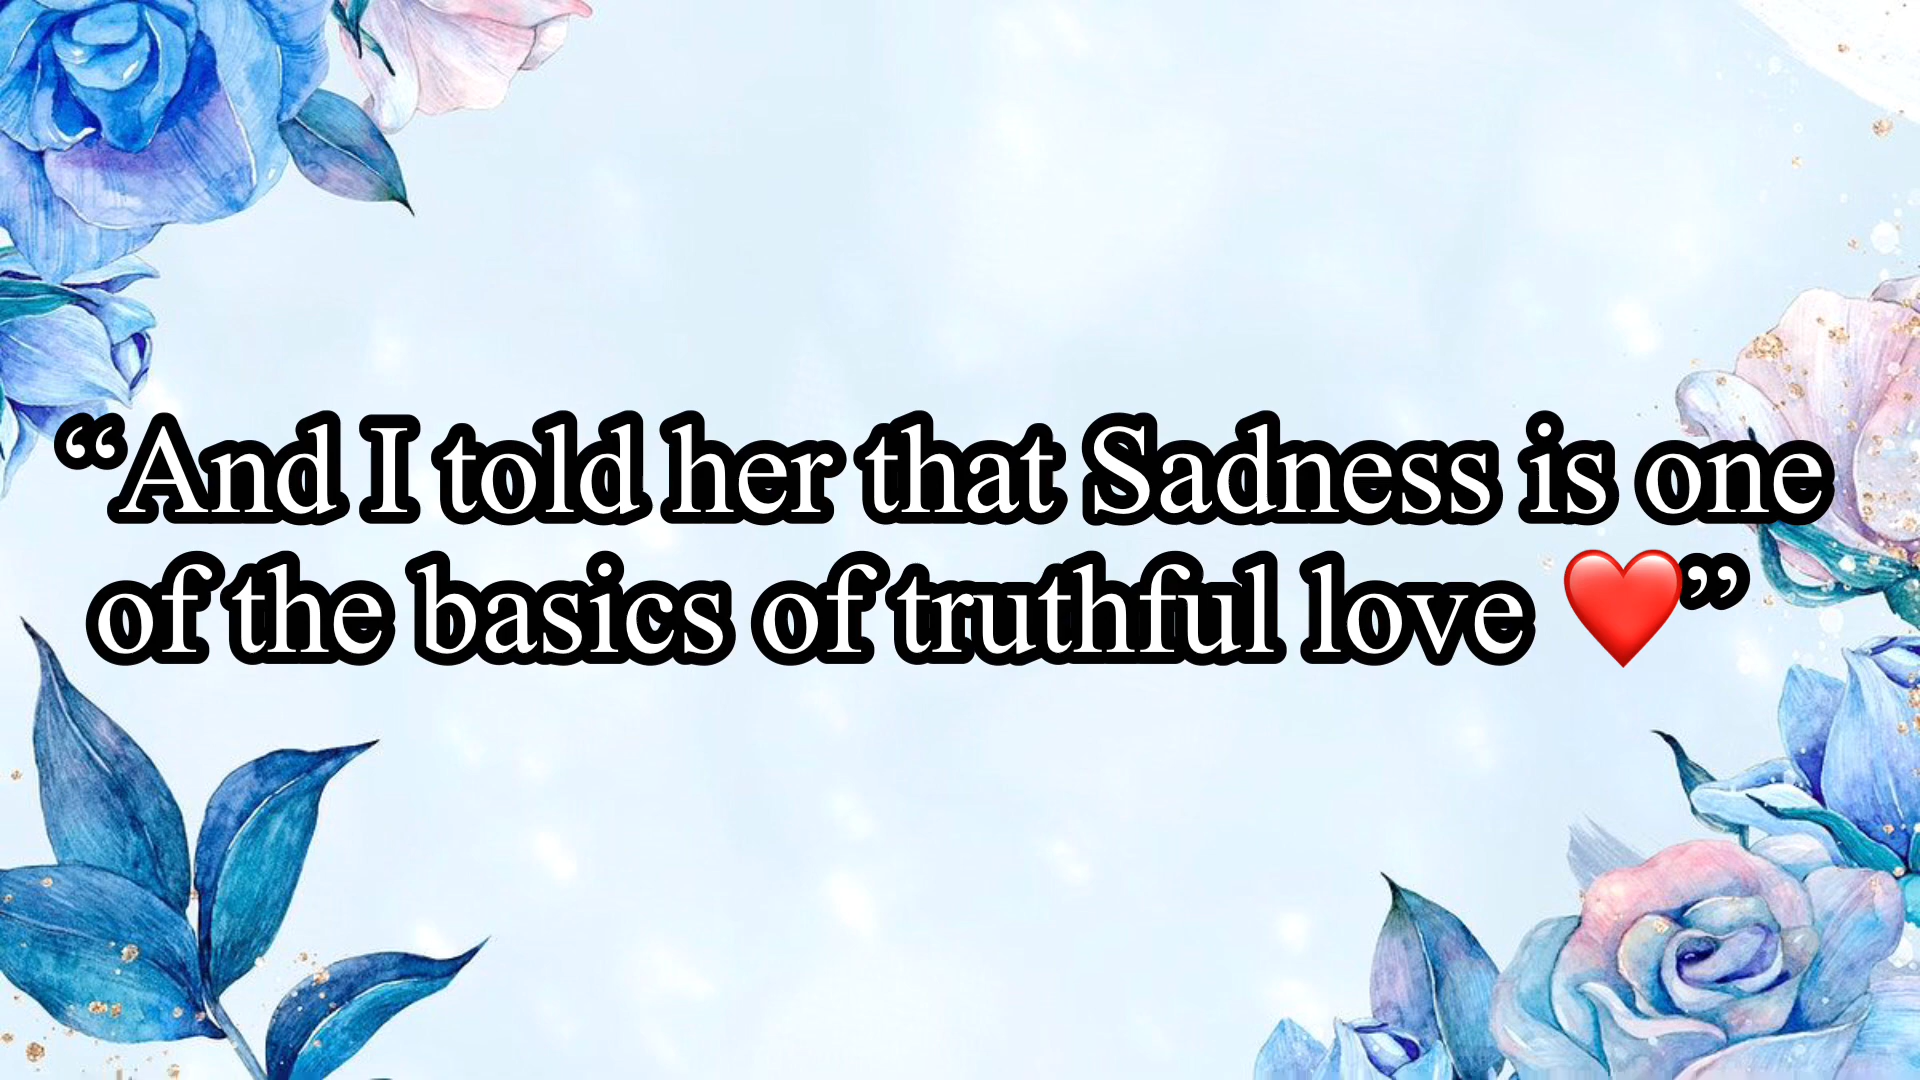 “And I told her that Sadness is one
of the basics of truthful love ❤️”